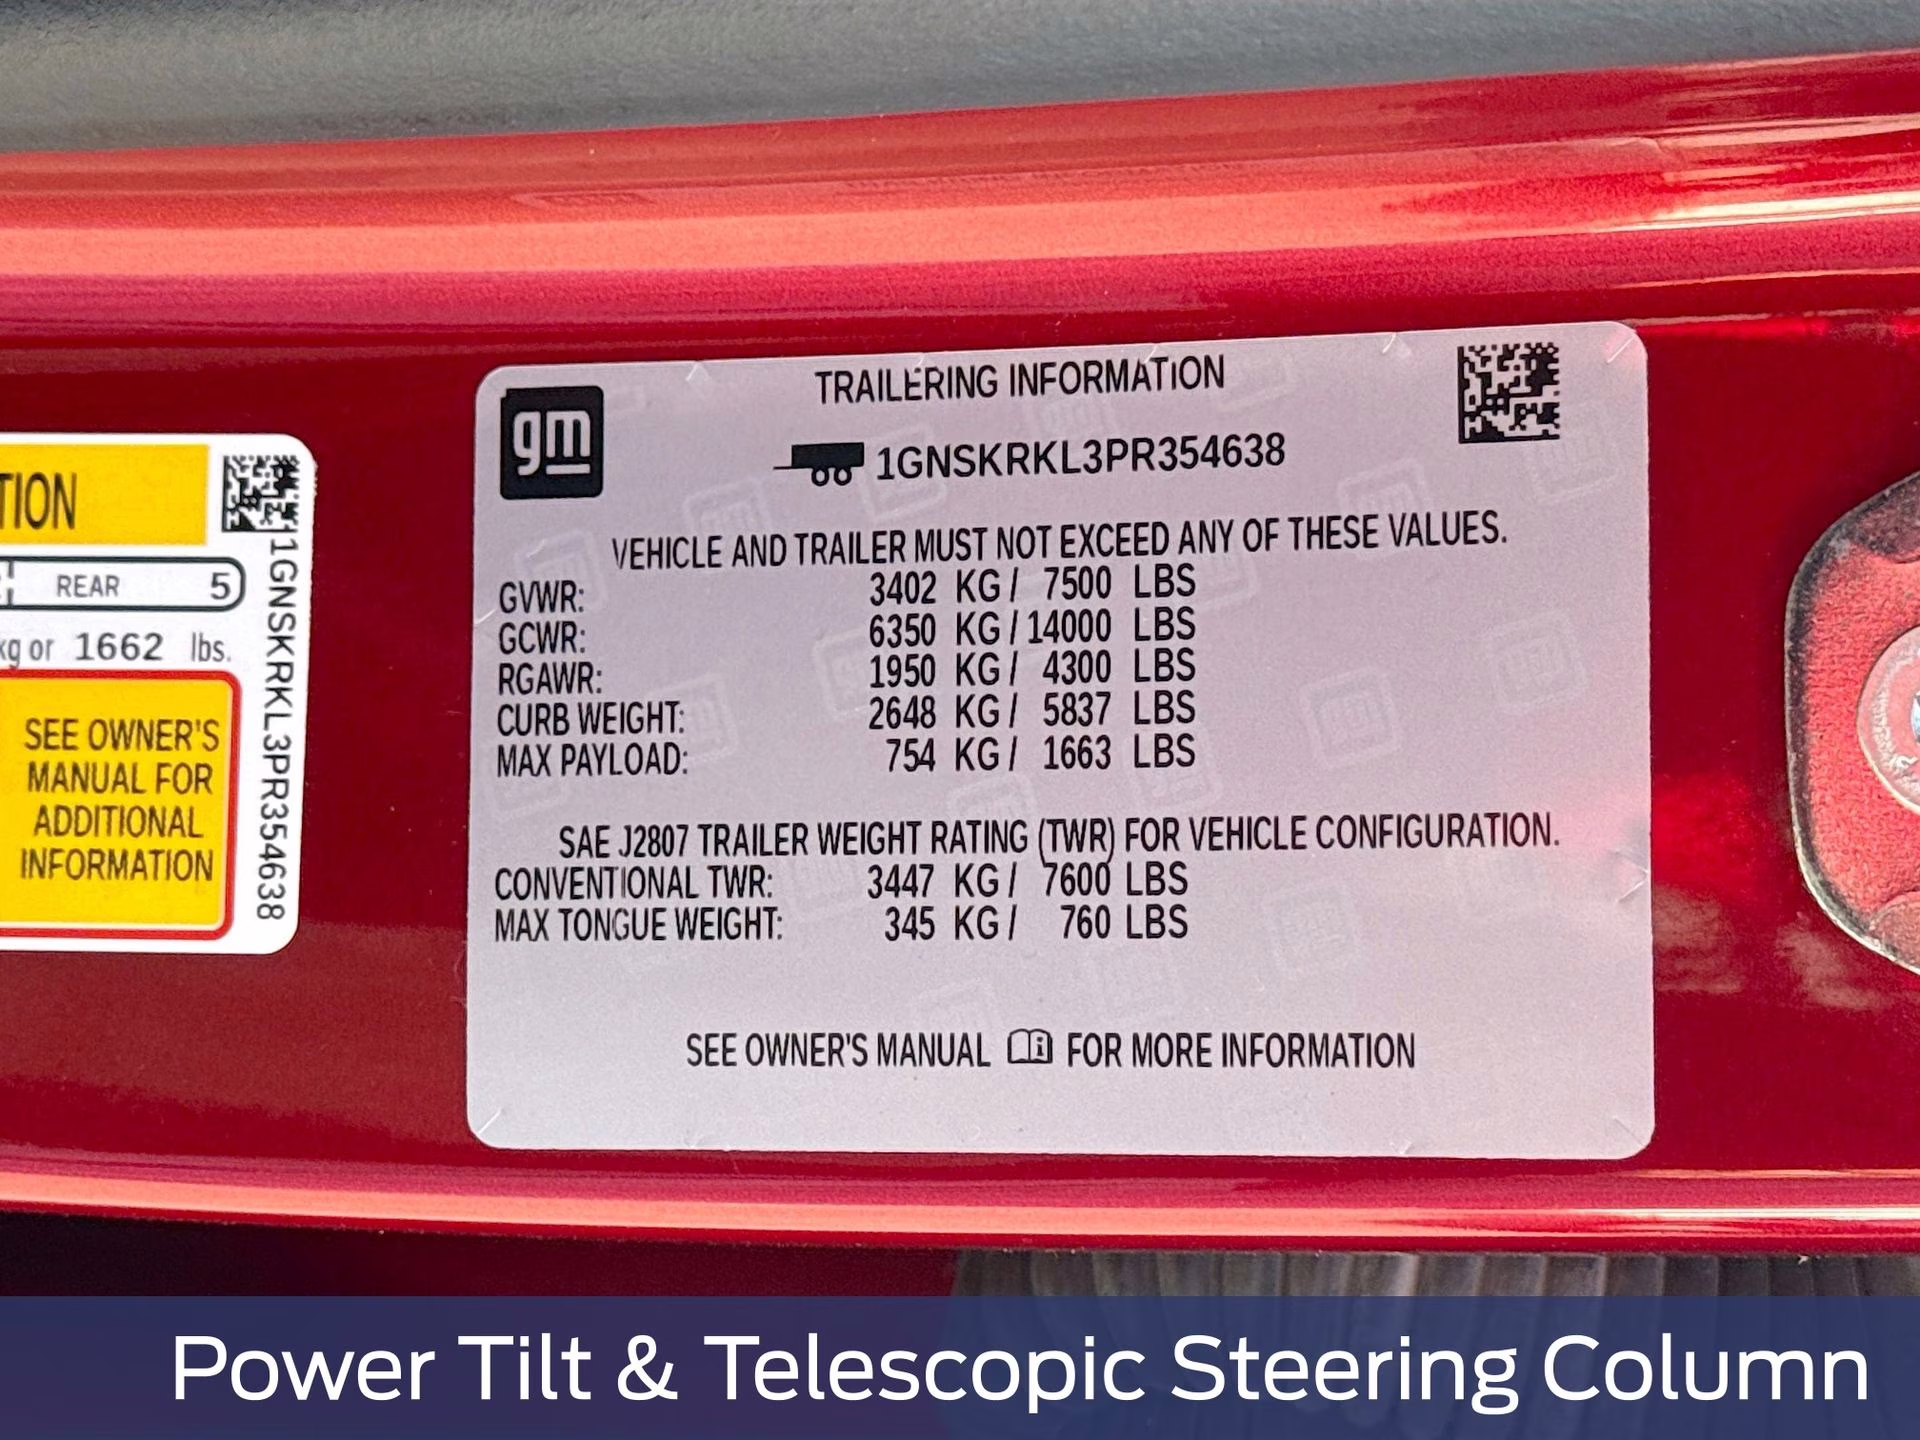 TION
REAR 5
kg or 1662 lbs.
SEE OWNER'S
MANUAL FOR
ADDITIONAL
INFORMATION
1GNSKRKL3PR354638
gm
TRAILERING INFORMATION
1GNSKRKL3PR354638
VEHICLE AND TRAILER MUST NOT EXCEED ANY OF THESE VALUES.
GVWR: 3402 KG / 7500 LBS
GCWR: 6350 KG / 14000 LBS
RGAWR: 1950 KG / 4300 LBS
CURB WEIGHT: 2648 KG / 5837 LBS
MAX PAYLOAD: 754 KG / 1663 LBS
SAE J2807 TRAILER WEIGHT RATING (TWR) FOR VEHICLE CONFIGURATION.
CONVENTIONAL TWR: 3447 KG / 7600 LBS
MAX TONGUE WEIGHT: 345 KG / 760 LBS
SEE OWNER'S MANUAL FOR MORE INFORMATION
Power Tilt & Telescopic Steering Column